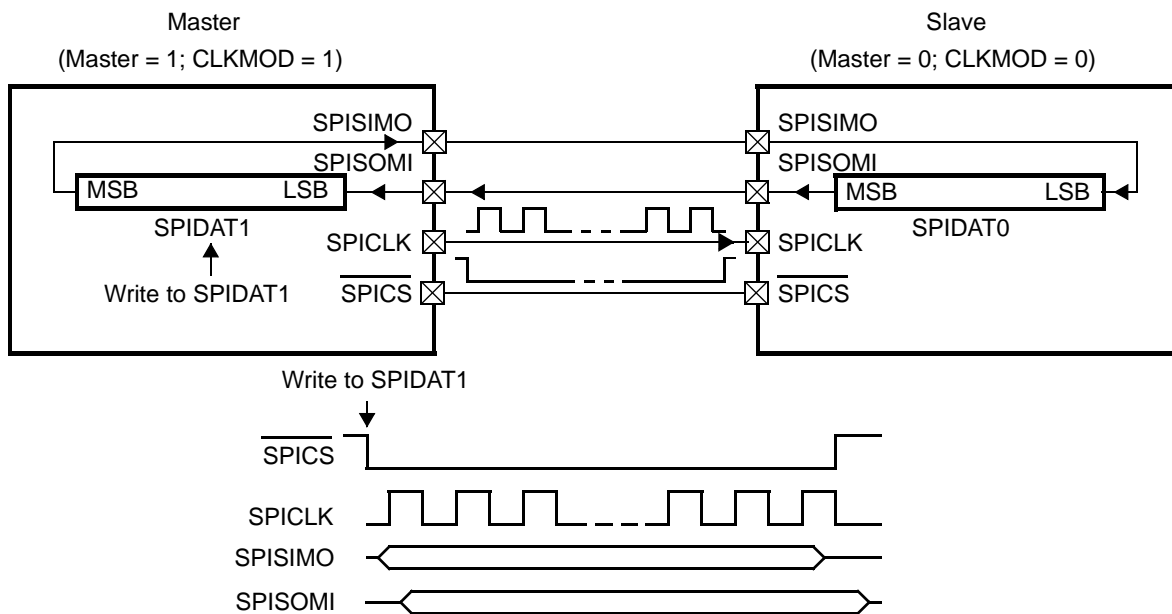 Master
(Master = 1; CLKMOD = 1)
Slave
(Master = 0; CLKMOD = 0)
SPISIMO
SPISIMO
SPISOMI
SPISOMI
MSB LSB
MSB LSB
SPIDAT1
SPIDAT0
SPICLK
SPICLK
Write to SPIDAT1
SPICS
SPICS
Write to SPIDAT1
SPICS
SPICLK
SPISIMO
SPISOMI